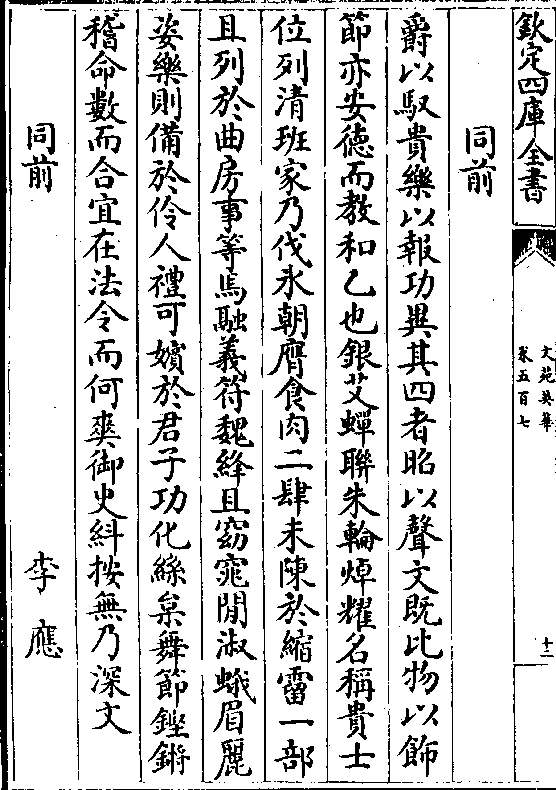 欽定四庫全書
文苑英華
卷五百七
十二
同前
爵以馭貴樂以報功異其四者昭以聲文既比物以飾
節亦安德而教和乙也銀艾蟬聯朱輪焯耀名稱貴士
位列清班家乃伐氷朝膺食肉二肆未陳於縮霤一部
且列於曲房事等馬融義符魏絳且窈窕閒淑蛾眉麗
姿樂則備於伶人禮可嬪於君子功化絲枲舞節鏗鏘
稽命數而合宜在法令而何爽御史糾按無乃深文
同前
李應